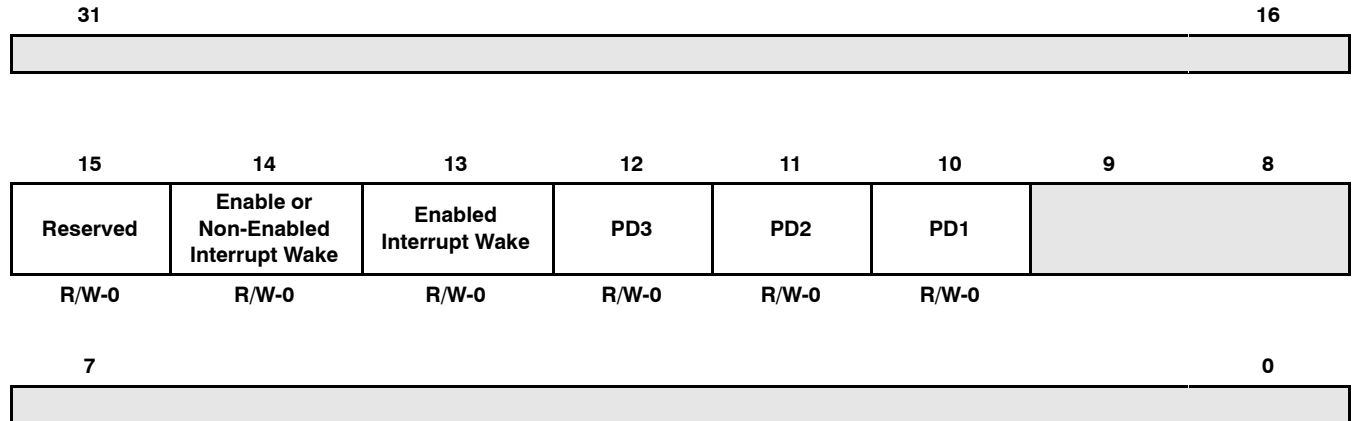 31 16
15 14 13 12 11 10 9 8
Reserved
Enable or
Non-Enabled
Interrupt Wake
Enabled
Interrupt Wake
PD3
PD2
PD1
R/W-0 R/W-0 R/W-0 R/W-0 R/W-0 R/W-0
7 0